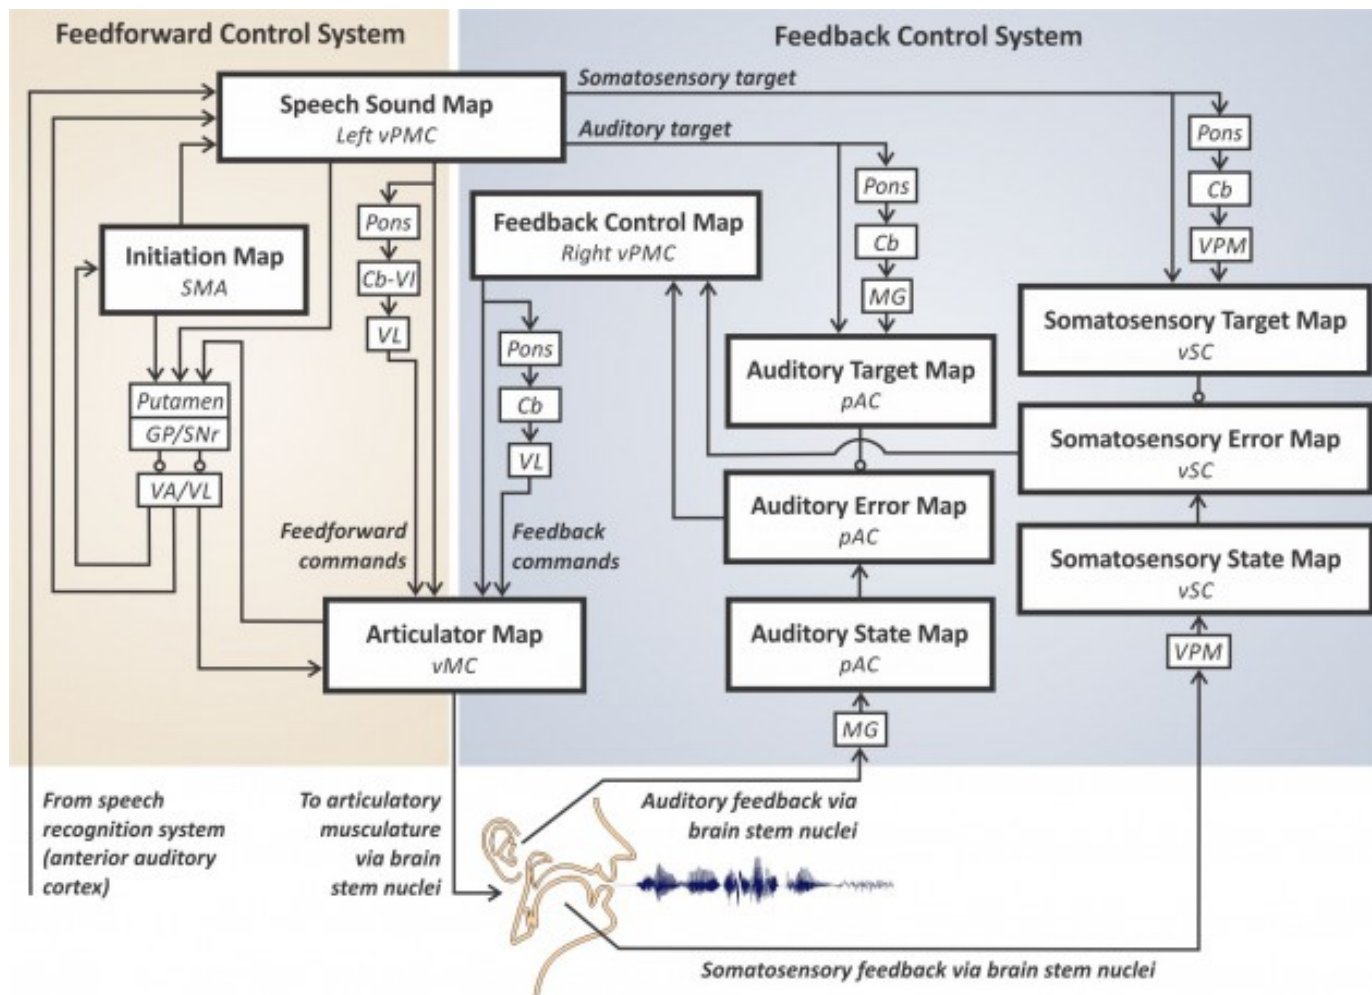 Feedforward Control System
Feedback Control System
Speech Sound Map
Left vPMC
Somatosensory target
Auditory target
Pons
Cb
VPM
Pons
Cb
MG
Pons
Cb-VI
VL
Feedback Control Map
Right vPMC
Initiation Map
SMA
Pons
Cb
VL
Putamen
GP/SNr
VA/VL
Auditory Target Map
pAC
Somatosensory Target Map
vSC
Somatosensory Error Map
vSC
Auditory Error Map
pAC
Feedforward
commands
Feedback
commands
Somatosensory State Map
vSC
Articulator Map
vMC
Auditory State Map
pAC
VPM
MG
From speech
recognition system
(anterior auditory
cortex)
To articulatory
musculature
via brain
stem nuclei
Auditory feedback via
brain stem nuclei
Somatosensory feedback via brain stem nuclei